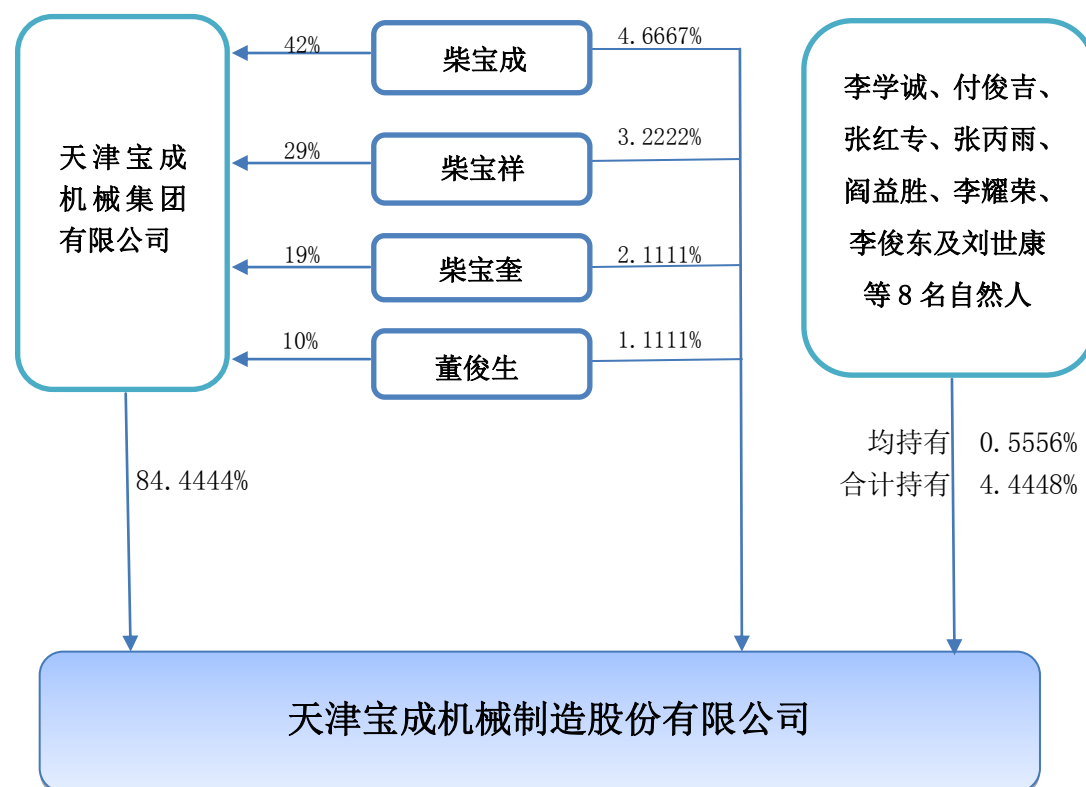 天津宝成
机械集团
有限公司
42%
柴宝成
4.6667%
29%
柴宝祥
3.2222%
19%
柴宝奎
2.1111%
10%
董俊生
1.1111%
李学诚、付俊吉、
张红专、张丙雨、
阎益胜、李耀荣、
李俊东及刘世康
等8名自然人
84.4444%
均持有 0.5556%
合计持有 4.4448%
天津宝成机械制造股份有限公司